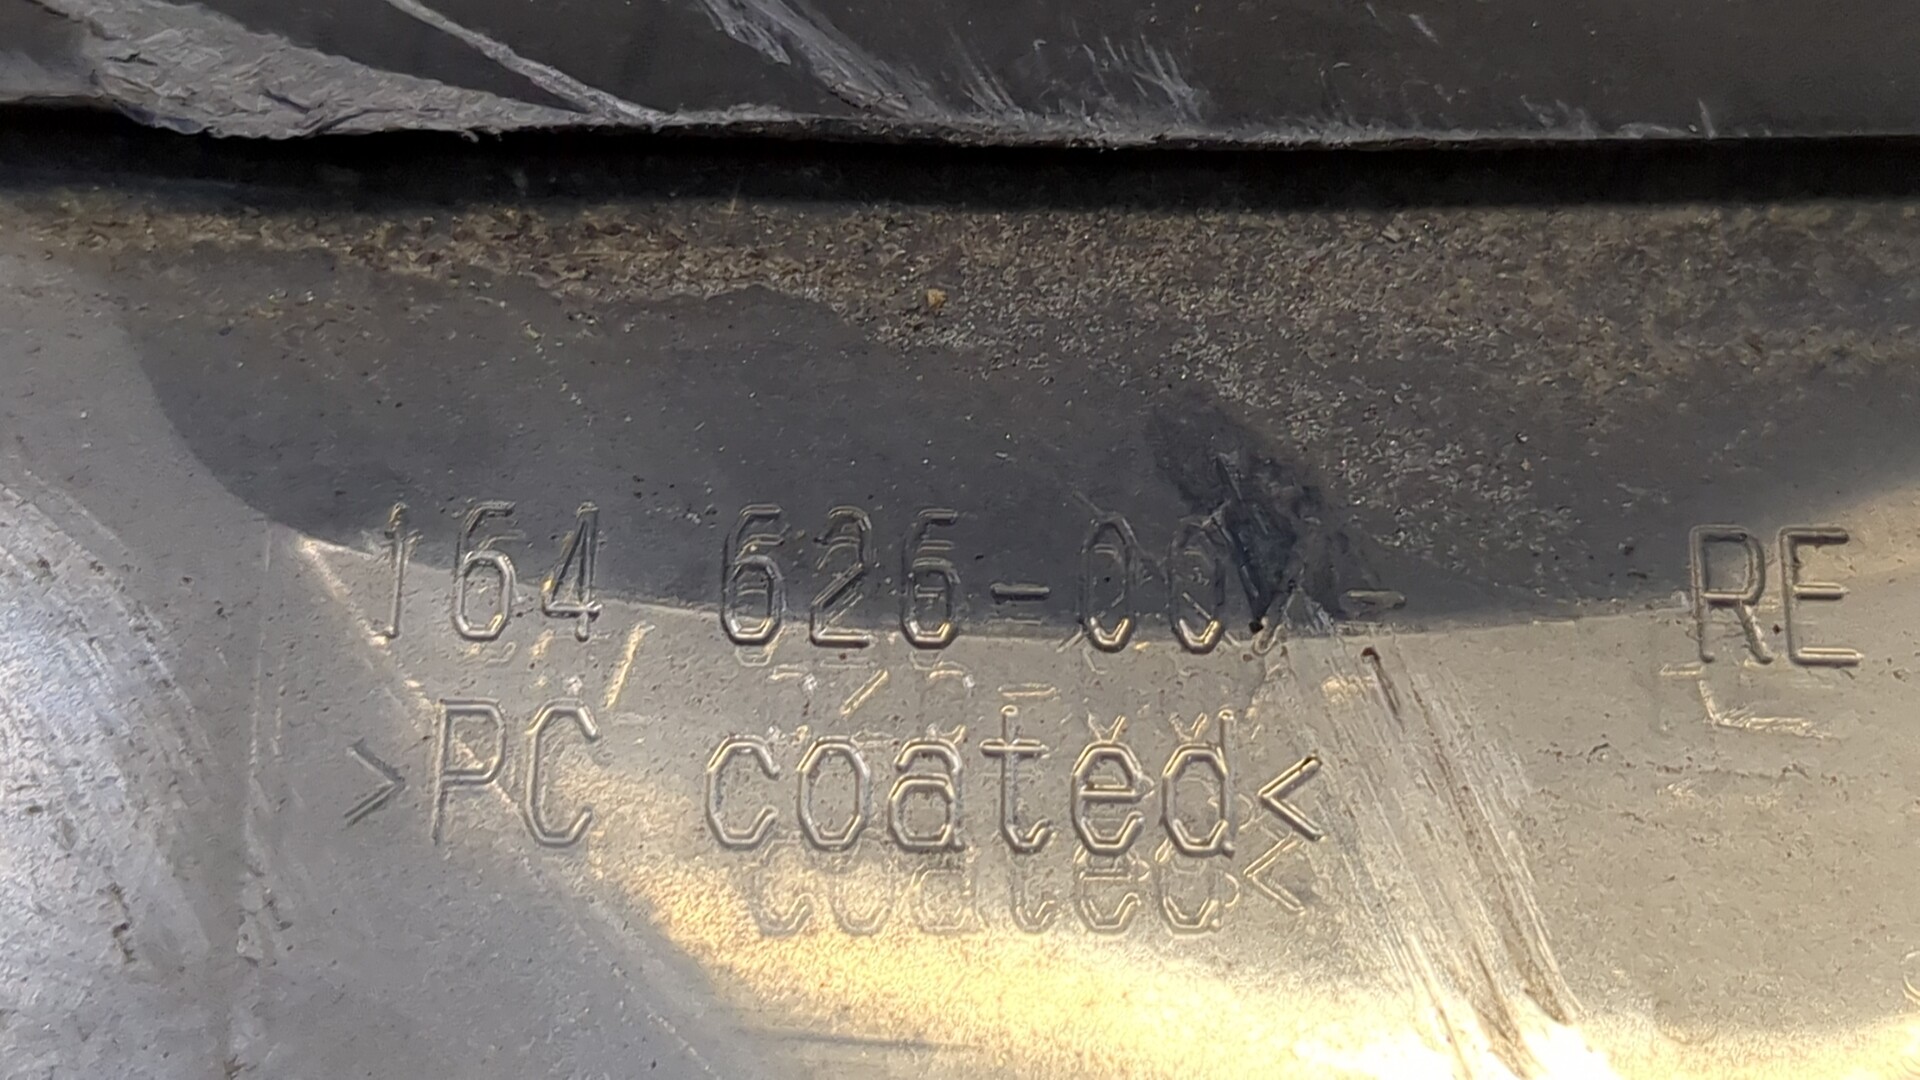 164 626-00 - RE
>PC coated<